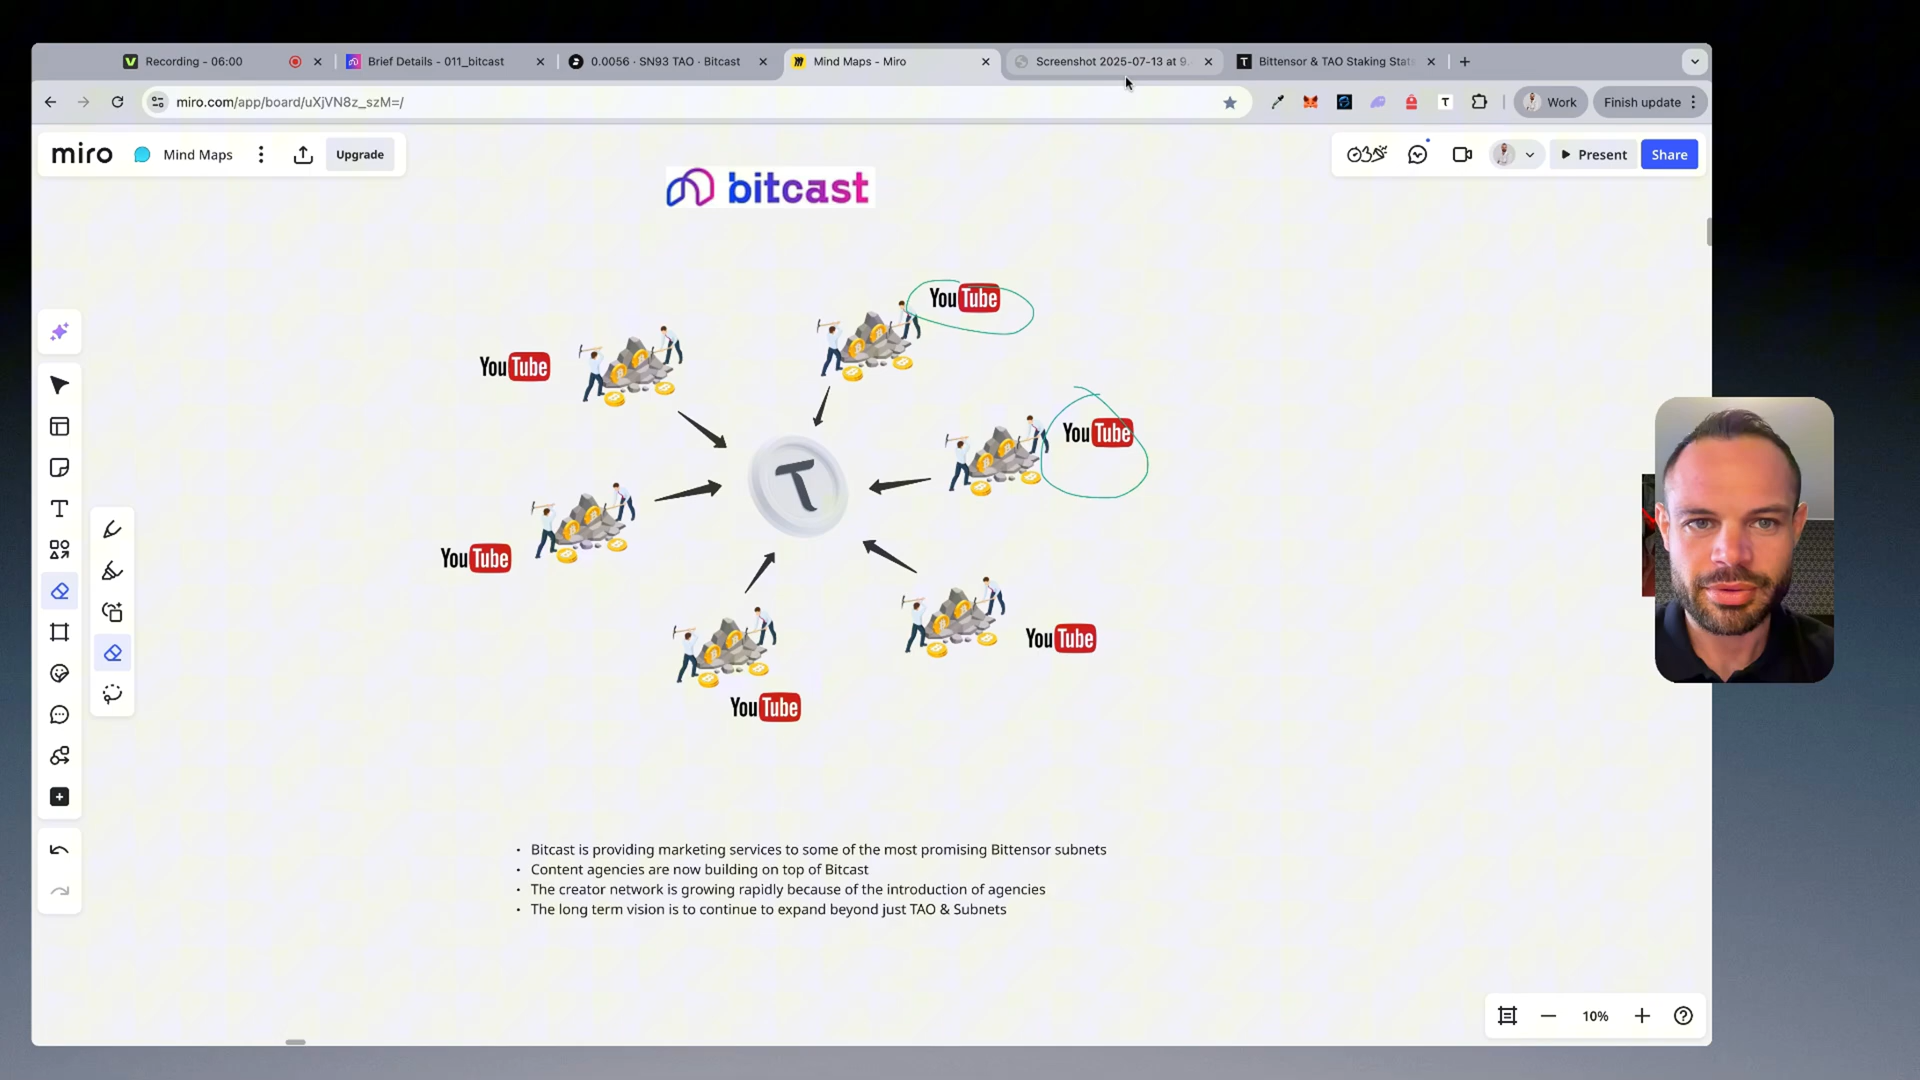 Recording - 06:00
Brief Details - 011_bitcast
0.0056 · SN93 TAO · Bitcast
Mind Maps - Miro
Screenshot 2025-07-13 at 9.
Bittensor & TAO Staking Stats
miro.com/app/board/uXjVN8z_szM=/
Work
Finish update
miro
Mind Maps
Upgrade
Present
Share
bitcast
YouTube
YouTube
YouTube
YouTube
YouTube
YouTube
• Bitcast is providing marketing services to some of the most promising Bittensor subnets
• Content agencies are now building on top of Bitcast
• The creator network is growing rapidly because of the introduction of agencies
• The long term vision is to continue to expand beyond just TAO & Subnets
10%